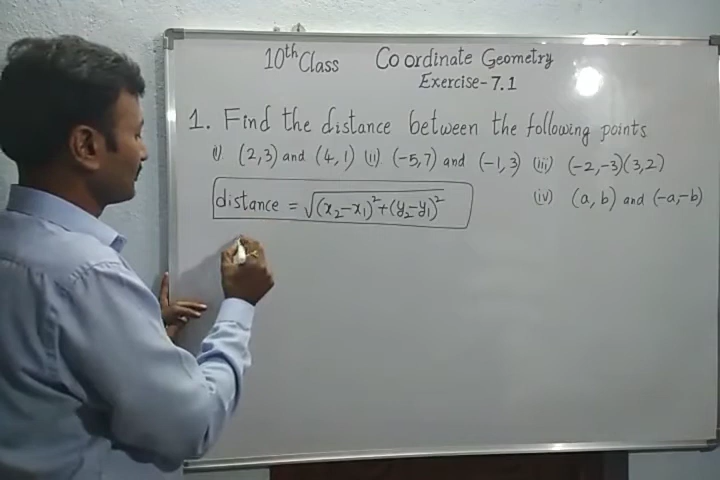 10th Class Coordinate Geometry
Exercise-7.1
1. Find the distance between the following points
(i) (2,3) and (4,1) (ii) (-5,7) and (-1,3) (iii) (-2,-3)(3,2)
(iv) (a,b) and (-a,-b)
distance = √(x₂-x₁)²+(y₂-y₁)²